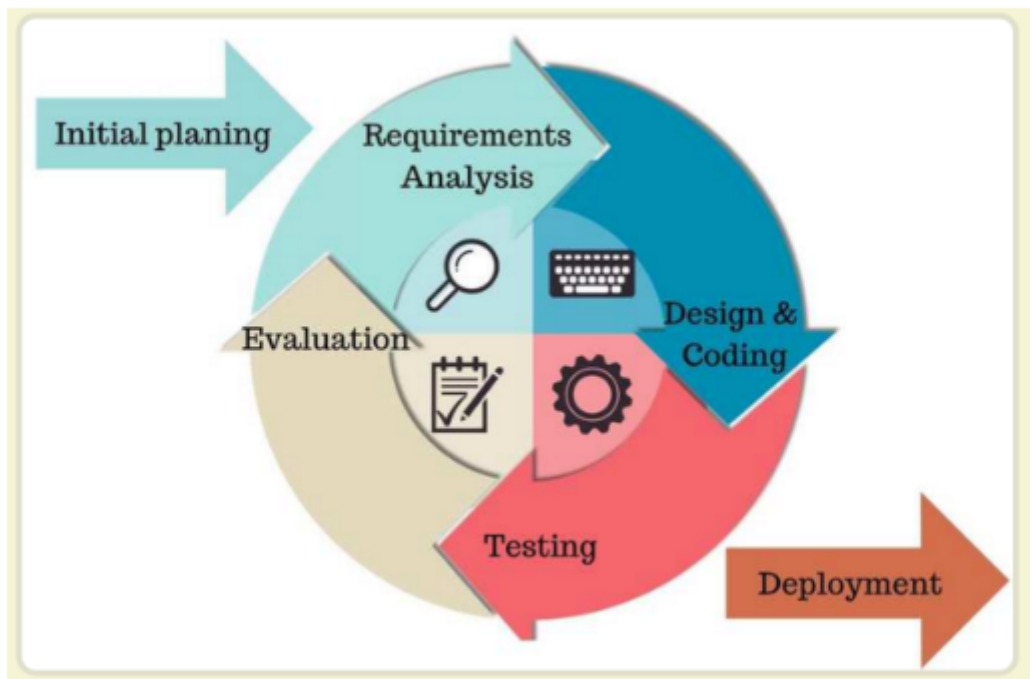 Initial planing
Requirements
Analysis
Design &
Coding
Testing
Evaluation
Deployment